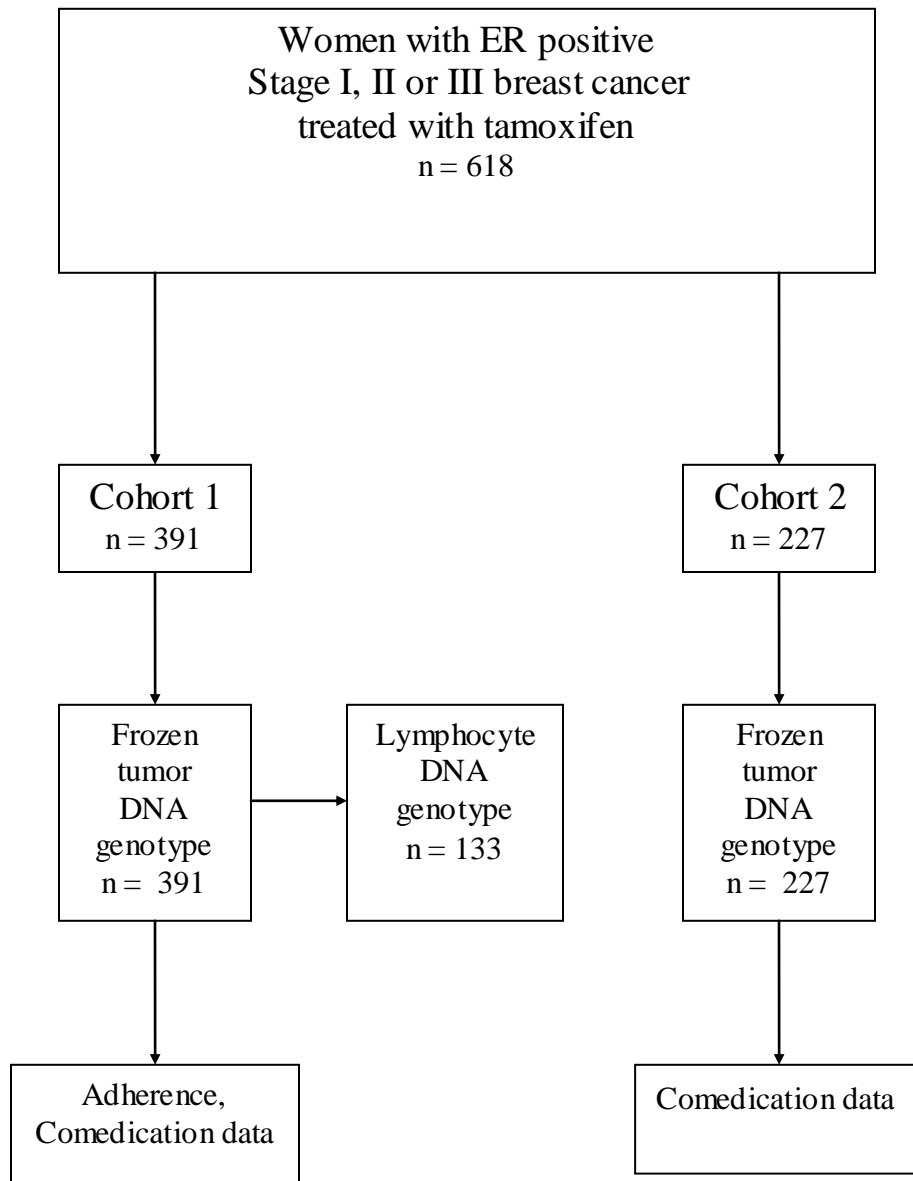 Women with ER positive
Stage I, II or III breast cancer
treated with tamoxifen
n = 618
Cohort 1
n = 391
Cohort 2
n = 227
Frozen
tumor
DNA
genotype
n = 391
Lymphocyte
DNA
genotype
n = 133
Frozen
tumor
DNA
genotype
n = 227
Adherence,
Comedication data
Comedication data